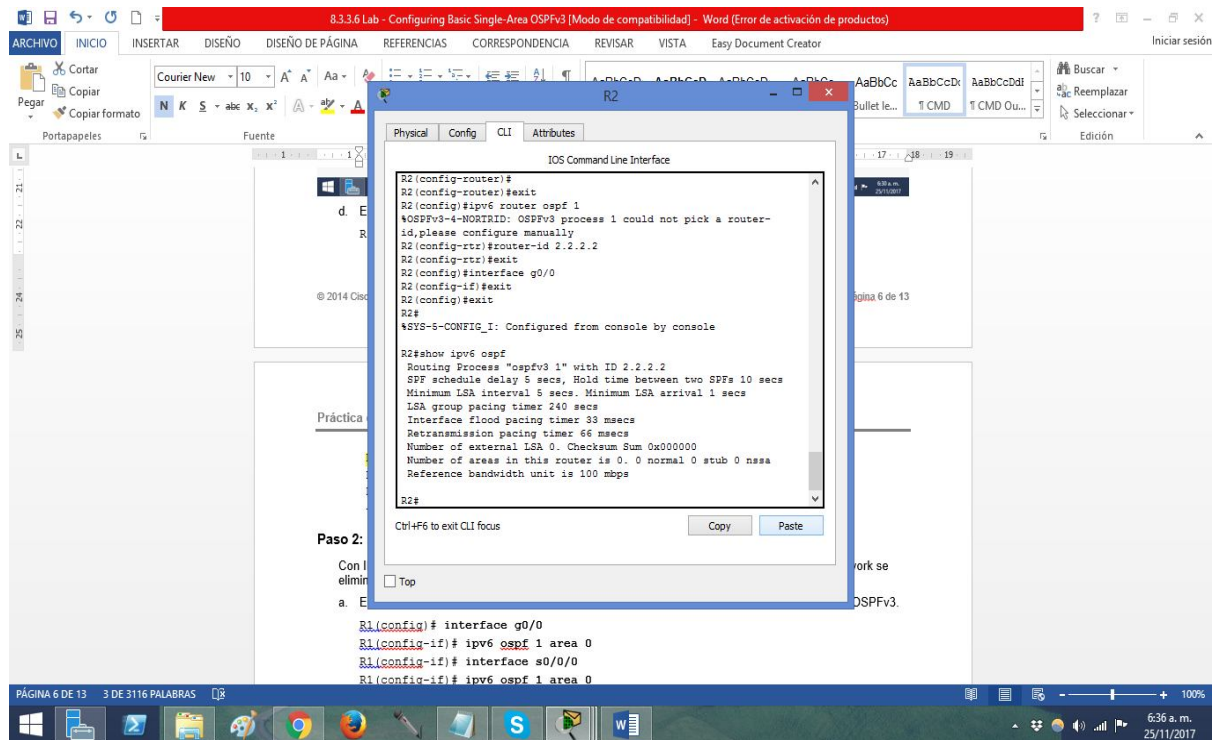 8.3.3.6 Lab - Configuring Basic Single-Area OSPFv3 [Modo de compatibilidad] - Word (Error de activación de productos)
ARCHIVO INICIO INSERTAR DISEÑO DISEÑO DE PÁGINA REFERENCIAS CORRESPONDENCIA REVISAR VISTA Easy Document Creator Iniciar sesión
Pegar
Cortar
Copiar
Copiar formato
Portapapeles
Courier New 10
N K S abc X₂ X²
Fuente
AaBbCc AaBbCcDc AaBbCcDdI
Bullet le... ¶ CMD ¶ CMD Ou...
Buscar
Reemplazar
Seleccionar
Edición
R2
Physical Config CLI Attributes
IOS Command Line Interface
R2(config-router)#
R2(config-router)#exit
R2(config)#ipv6 router ospf 1
%OSPFv3-4-NORTRID: OSPFv3 process 1 could not pick a router-
id,please configure manually
R2(config-rtr)#router-id 2.2.2.2
R2(config-rtr)#exit
R2(config)#interface g0/0
R2(config-if)#exit
R2(config)#exit
R2#
%SYS-5-CONFIG_I: Configured from console by console
R2#show ipv6 ospf
Routing Process "ospfv3 1" with ID 2.2.2.2
SPF schedule delay 5 secs, Hold time between two SPFs 10 secs
Minimum LSA interval 5 secs. Minimum LSA arrival 1 secs
LSA group pacing timer 240 secs
Interface flood pacing timer 33 msecs
Retransmission pacing timer 66 msecs
Number of external LSA 0. Checksum Sum 0x000000
Number of areas in this router is 0. 0 normal 0 stub 0 nssa
Reference bandwidth unit is 100 mbps
R2#
Ctrl+F6 to exit CLI focus
Copy Paste
Top
6:30 a. m.
25/11/2017
d. E
R
© 2014 Cisc
ágina 6 de 13
Práctica
Paso 2:
Con l
work se
elimin
a. E
OSPFv3.
R1(config)# interface g0/0
R1(config-if)# ipv6 ospf 1 area 0
R1(config-if)# interface s0/0/0
R1(config-if)# ipv6 ospf 1 area 0
PÁGINA 6 DE 13 3 DE 3116 PALABRAS 100%
6:36 a. m.
25/11/2017